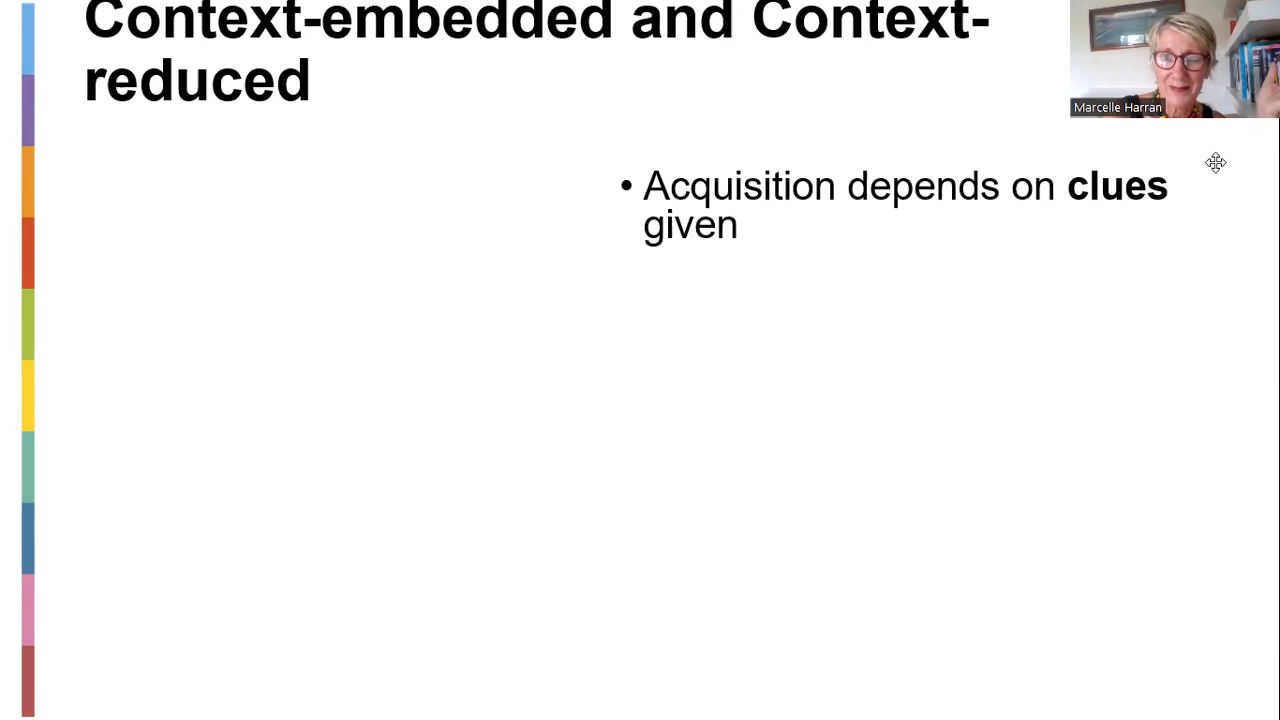 Context-embedded and Context-
reduced
Marcelle Harran
• Acquisition depends on clues
given